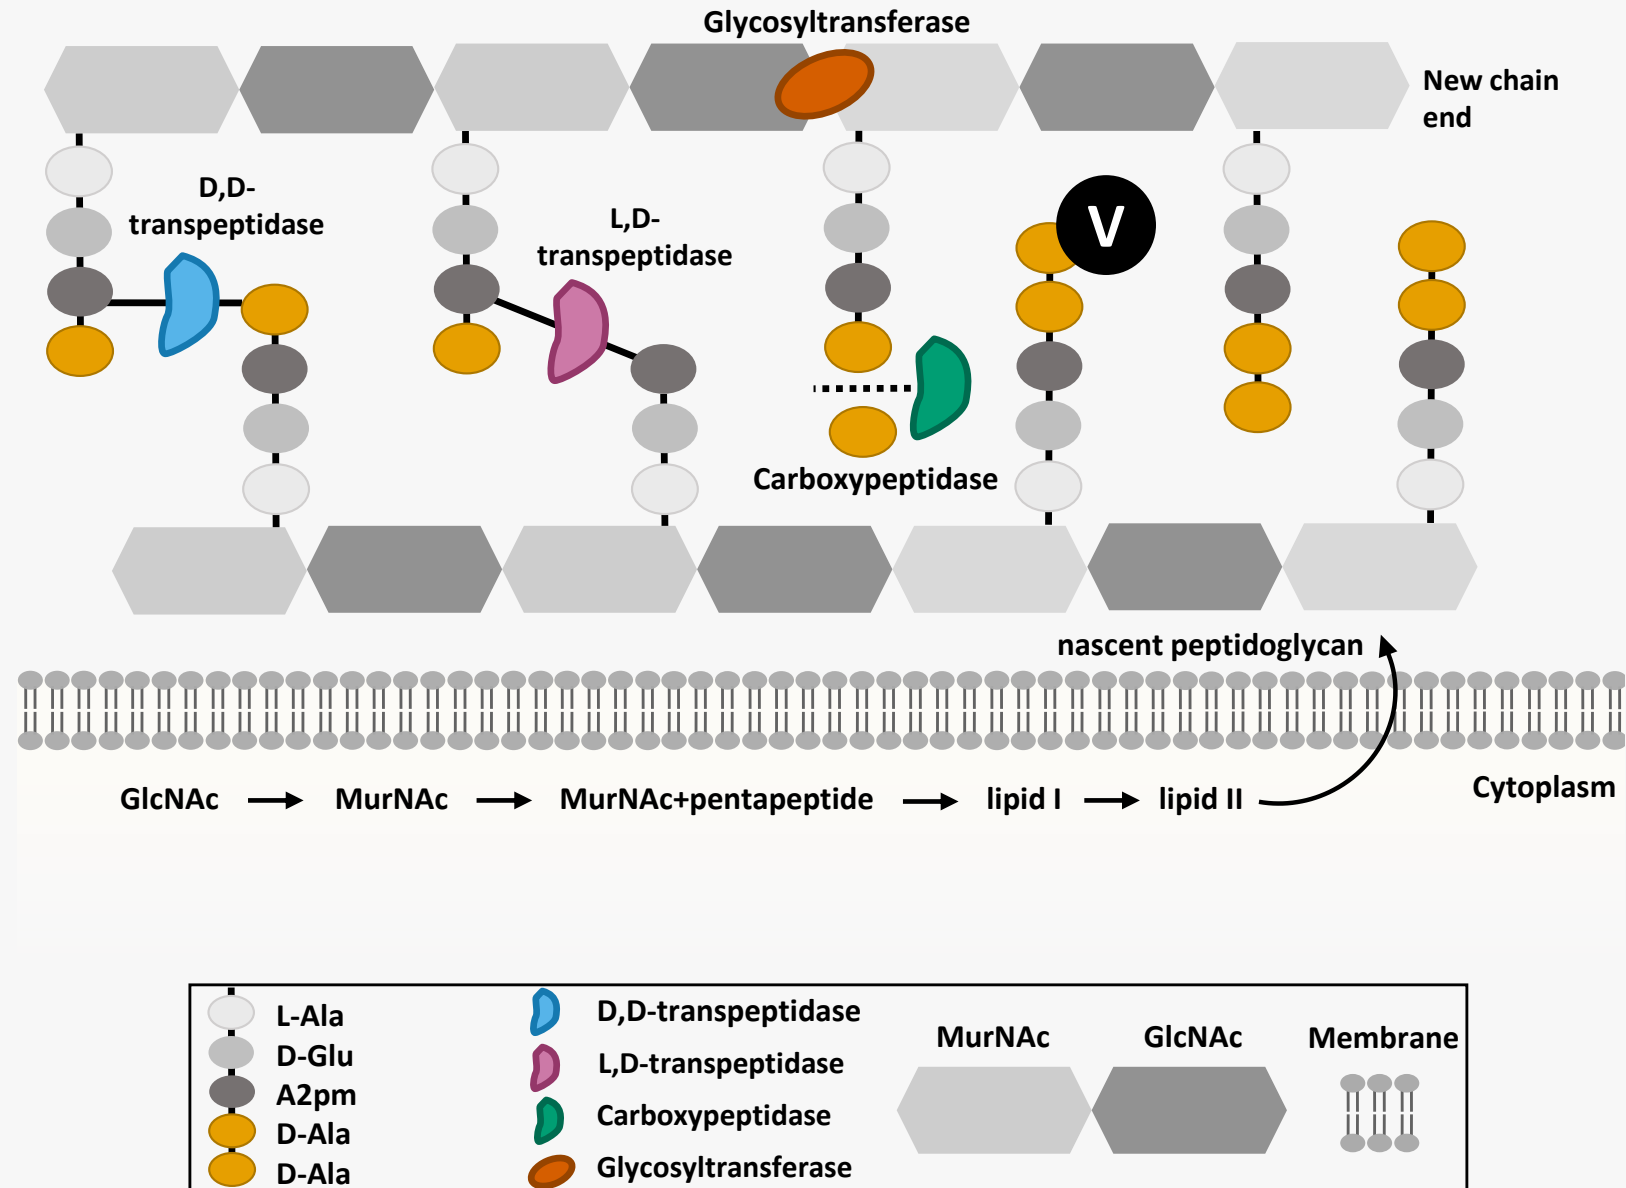 Glycosyltransferase
New chain
end
D,D-
transpeptidase
L,D-
transpeptidase
V
Carboxypeptidase
nascent peptidoglycan
GlcNAc
MurNAc
MurNAc+pentapeptide
lipid I
lipid II
Cytoplasm
L-Ala
D-Glu
A2pm
D-Ala
D-Ala
D,D-transpeptidase
L,D-transpeptidase
Carboxypeptidase
Glycosyltransferase
MurNAc
GlcNAc
Membrane